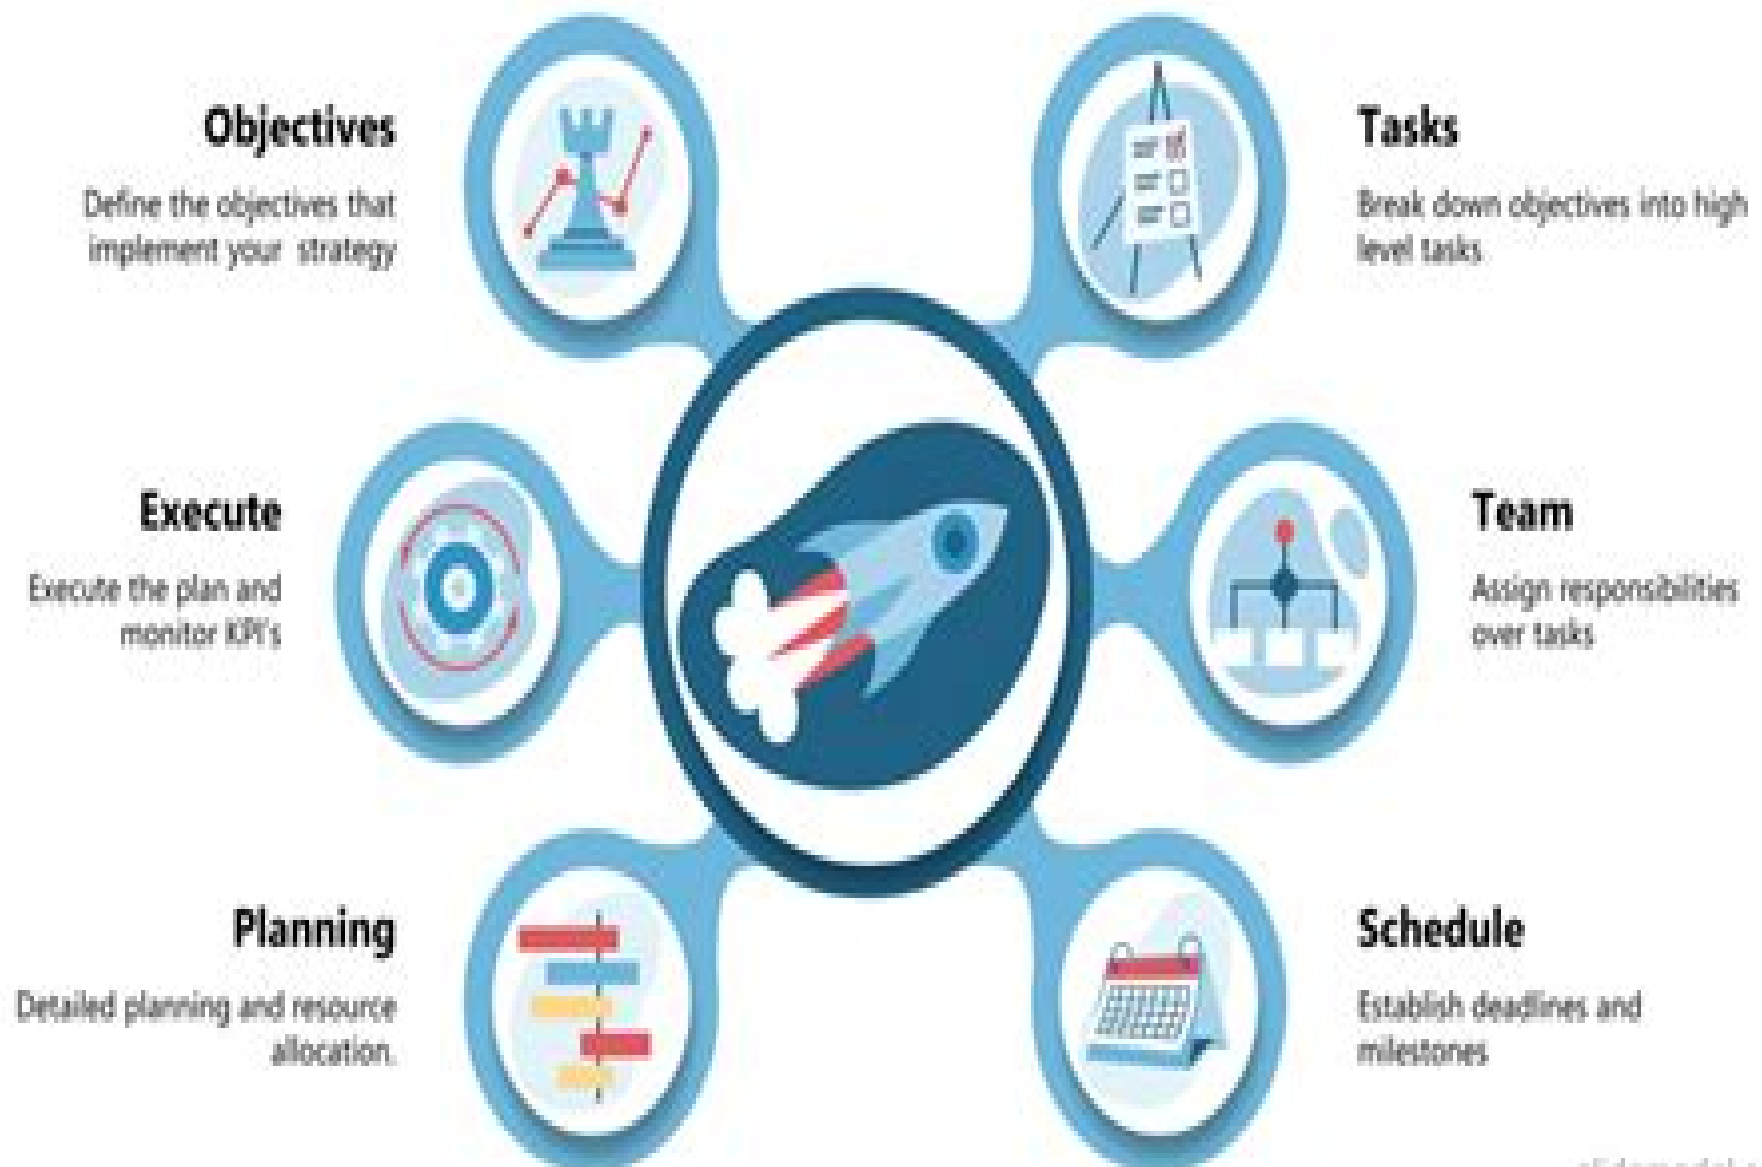 Objectives
Define the objectives that
implement your strategy
Tasks
Break down objectives into high
level tasks
Execute
Execute the plan and
monitor KPI's
Team
Assign responsibilities
over tasks
Planning
Detailed planning and resource
allocation.
Schedule
Establish deadlines and
milestones